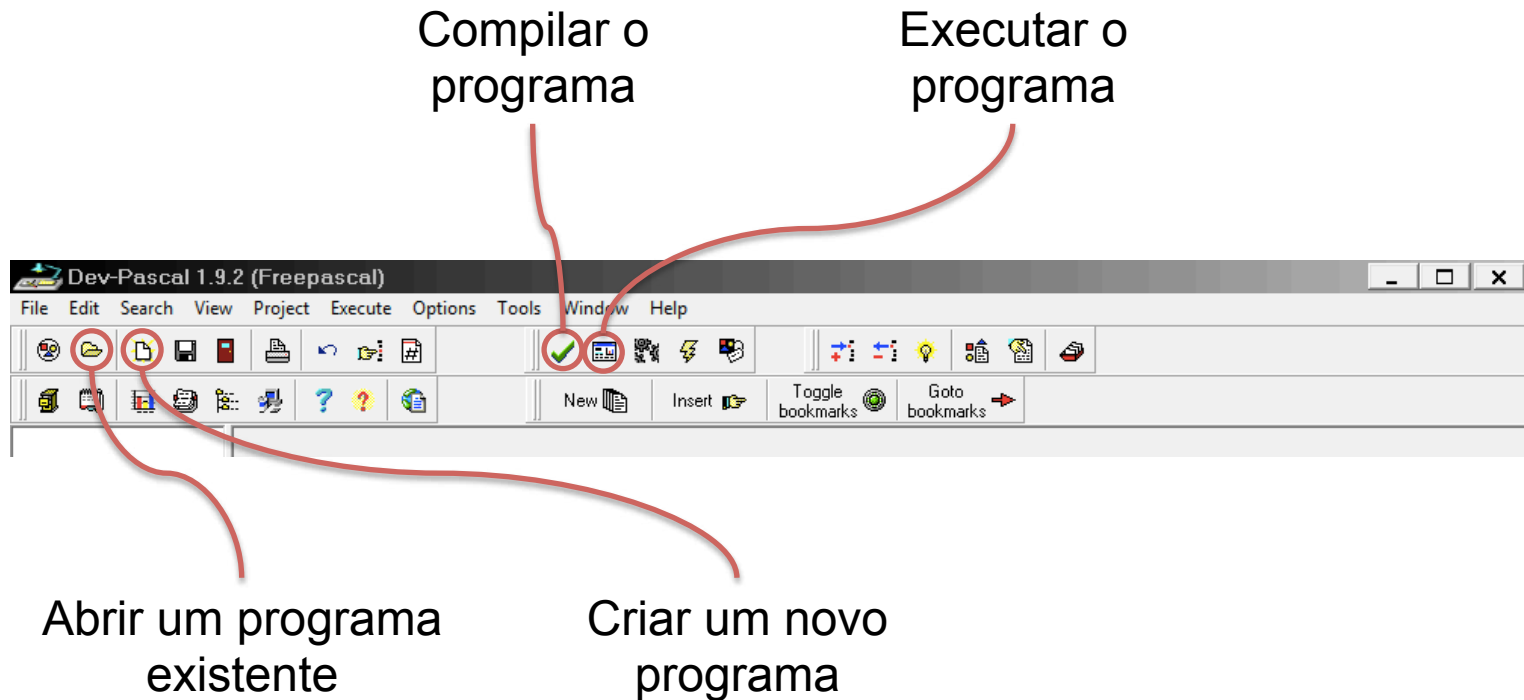 Compilar o
programa
Executar o
programa
Dev-Pascal 1.9.2 (Freepascal)
File Edit Search View Project Execute Options Tools Window Help
New Insert Toggle bookmarks Goto bookmarks
Abrir um programa
existente
Criar um novo
programa